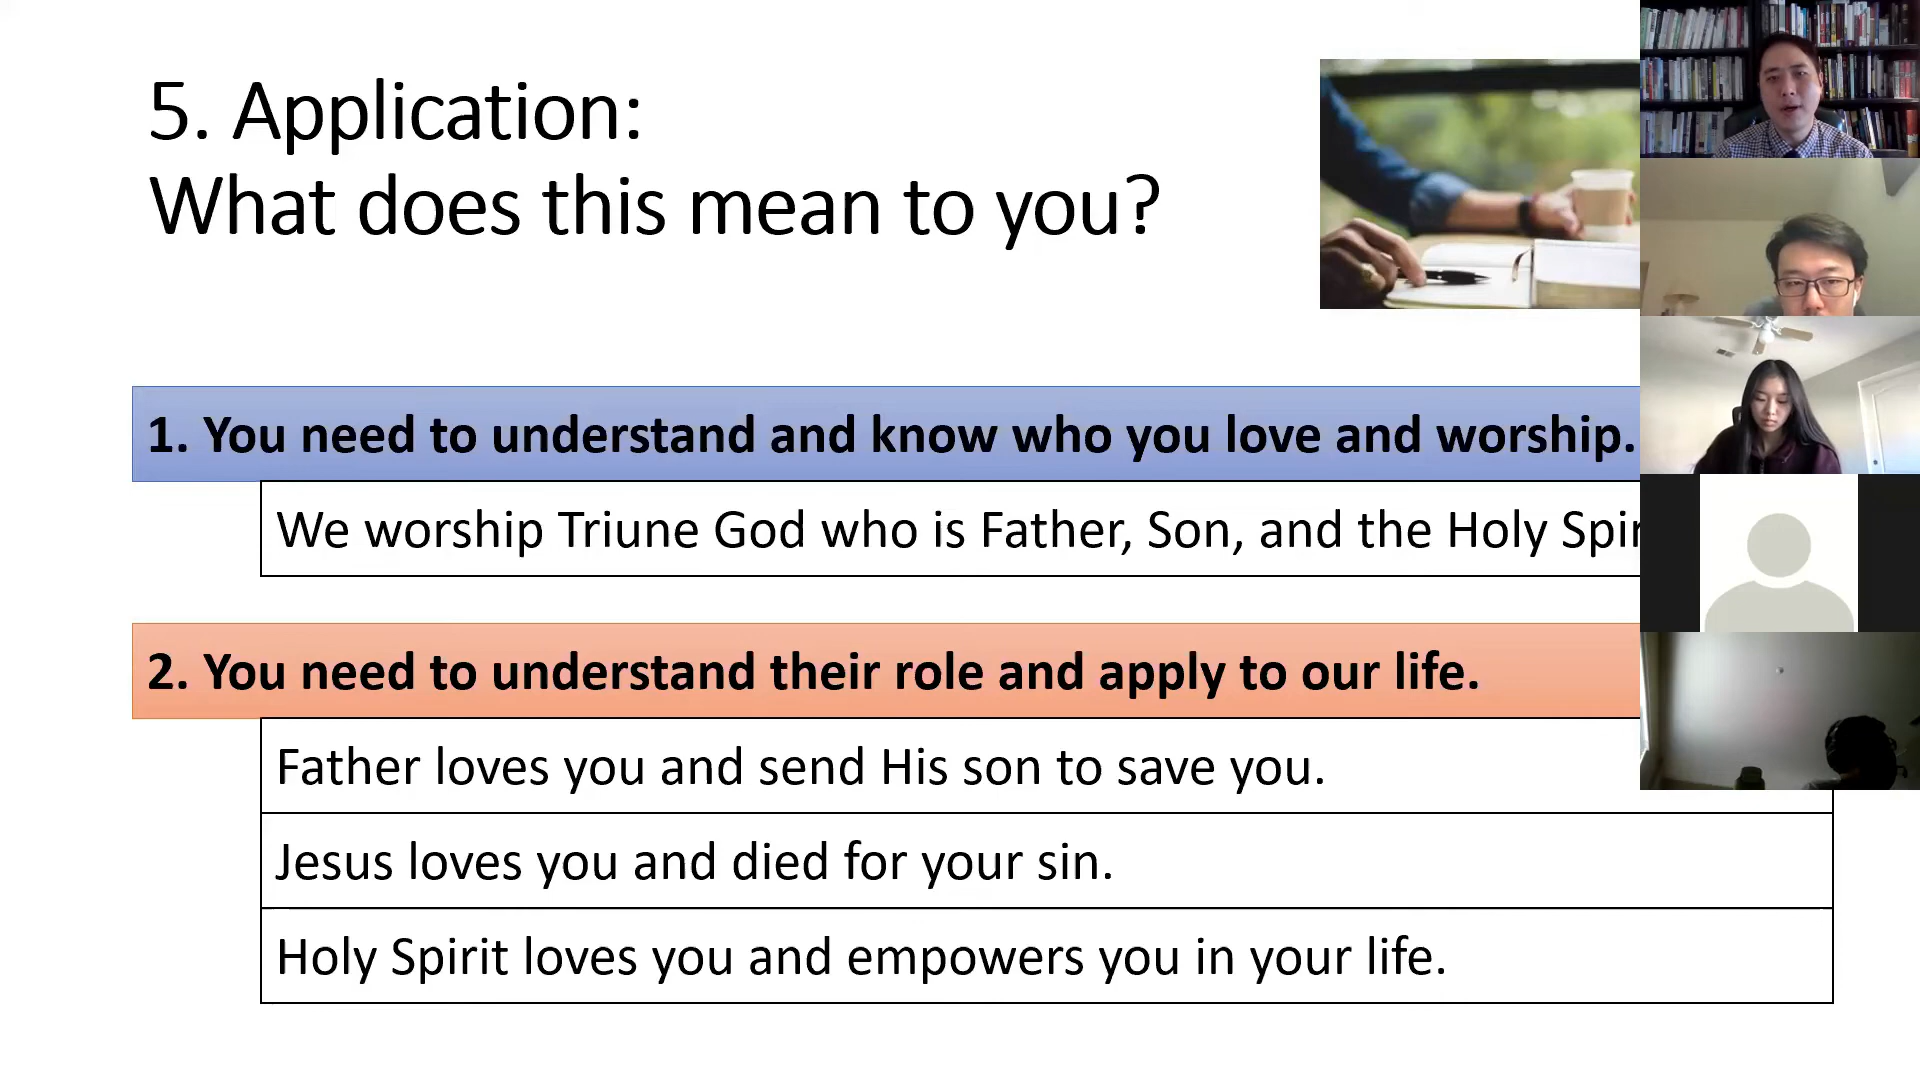 5. Application:
What does this mean to you?
1. You need to understand and know who you love and worship.
We worship Triune God who is Father, Son, and the Holy
2. You need to understand their role and apply to our life.
Father loves you and send His son to save you.
Jesus loves you and died for your sin.
Holy Spirit loves you and empowers you in your life.